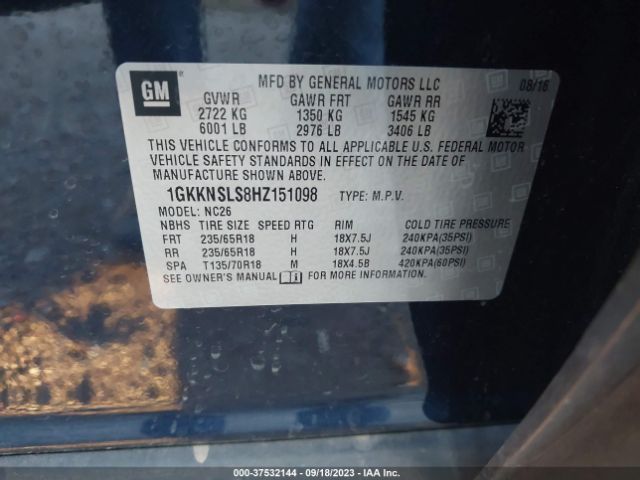 GM
MFD BY GENERAL MOTORS LLC
08/16
GVWR GAWR FRT GAWR RR
2722 KG 1350 KG 1545 KG
6001 LB 2976 LB 3406 LB
THIS VEHICLE CONFORMS TO ALL APPLICABLE U.S. FEDERAL MOTOR
VEHICLE SAFETY STANDARDS IN EFFECT ON THE DATE OF
MANUFACTURE SHOWN ABOVE.
1GKKNSLS8HZ151098 TYPE: M.P.V.
MODEL: NC26
NBHS TIRE SIZE SPEED RTG RIM COLD TIRE PRESSURE
FRT 235/65R18 H 18X7.5J 240KPA(35PSI)
RR 235/65R18 H 18X7.5J 240KPA(35PSI)
SPA T135/70R18 M 18X4.5B 420KPA(60PSI)
SEE OWNER'S MANUAL FOR MORE INFORMATION.
000-37532144 - 09/18/2023 - IAA Inc.